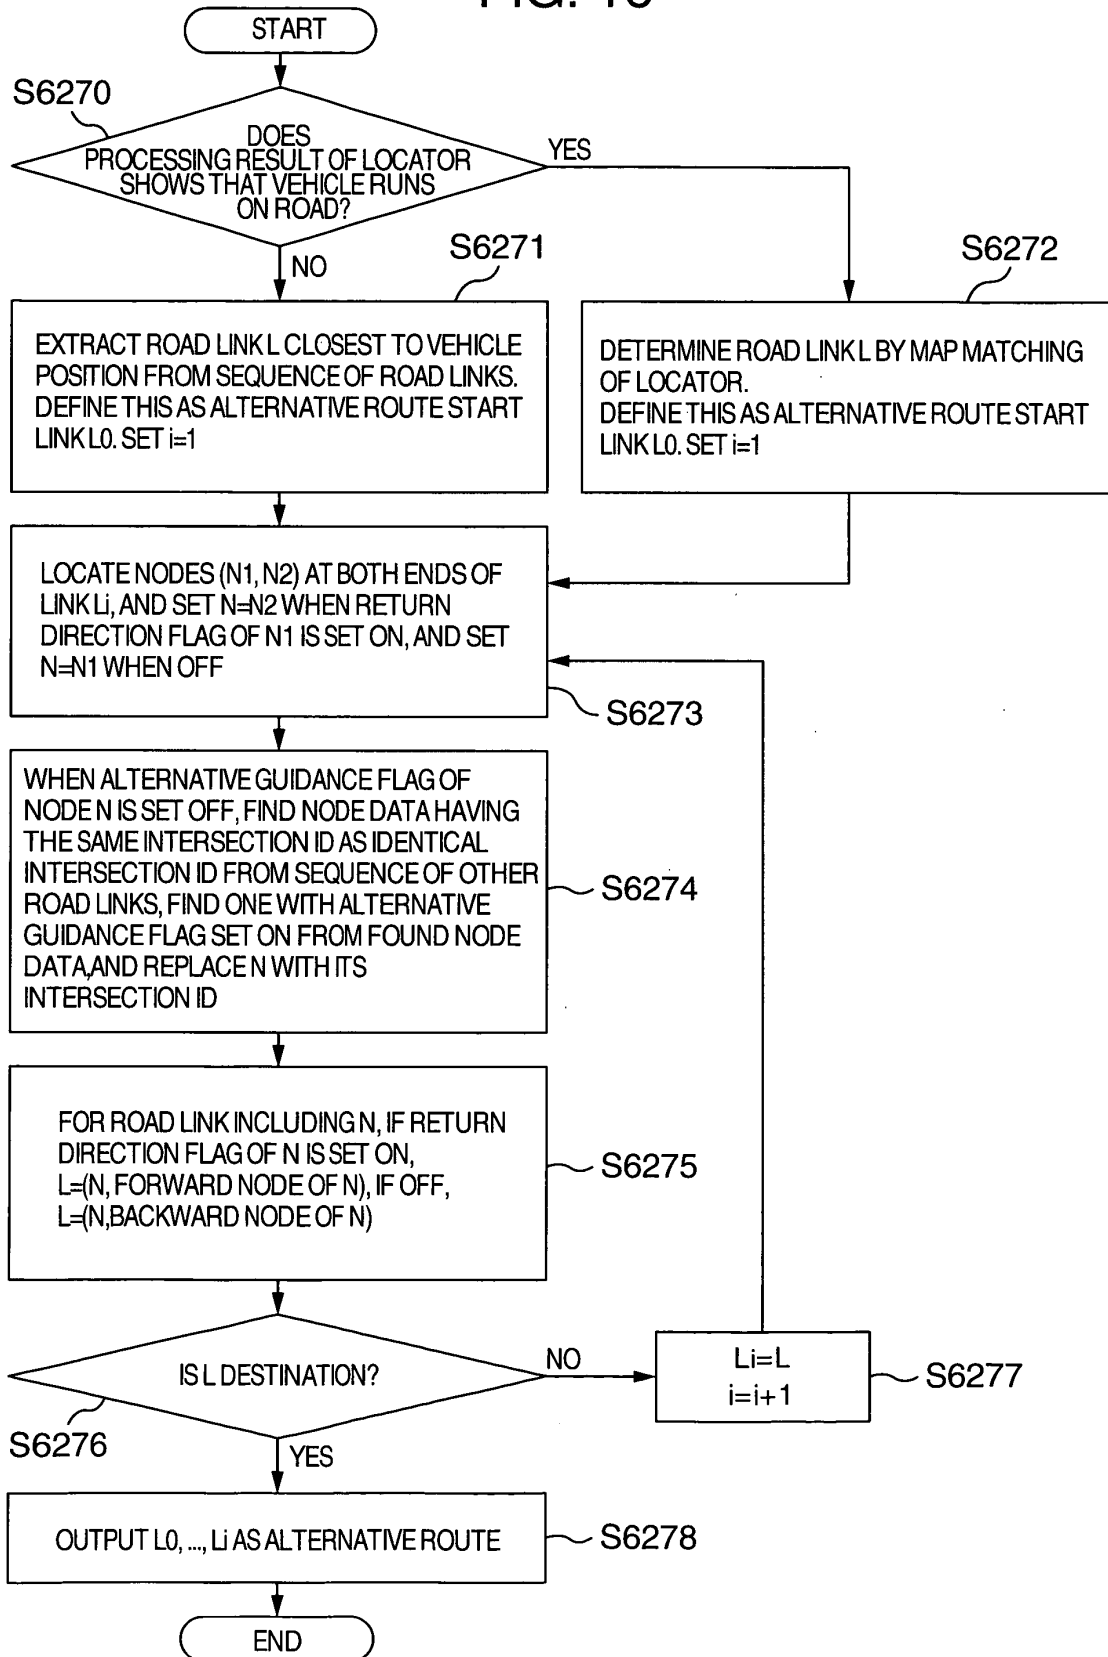 START
S6270
DOES
PROCESSING RESULT OF LOCATOR
SHOWS THAT VEHICLE RUNS
ON ROAD?
YES
NO
S6271
S6272
EXTRACT ROAD LINK L CLOSEST TO VEHICLE
POSITION FROM SEQUENCE OF ROAD LINKS.
DEFINE THIS AS ALTERNATIVE ROUTE START
LINK L0. SET i=1
DETERMINE ROAD LINK L BY MAP MATCHING
OF LOCATOR.
DEFINE THIS AS ALTERNATIVE ROUTE START
LINK L0. SET i=1
LOCATE NODES (N1, N2) AT BOTH ENDS OF
LINK Li, AND SET N=N2 WHEN RETURN
DIRECTION FLAG OF N1 IS SET ON, AND SET
N=N1 WHEN OFF
S6273
WHEN ALTERNATIVE GUIDANCE FLAG OF
NODE N IS SET OFF, FIND NODE DATA HAVING
THE SAME INTERSECTION ID AS IDENTICAL
INTERSECTION ID FROM SEQUENCE OF OTHER
ROAD LINKS, FIND ONE WITH ALTERNATIVE
GUIDANCE FLAG SET ON FROM FOUND NODE
DATA,AND REPLACE N WITH ITS
INTERSECTION ID
S6274
FOR ROAD LINK INCLUDING N, IF RETURN
DIRECTION FLAG OF N IS SET ON,
L=(N, FORWARD NODE OF N), IF OFF,
L=(N,BACKWARD NODE OF N)
S6275
IS L DESTINATION?
NO
Li=L
i=i+1
S6277
S6276
YES
OUTPUT L0, ..., Li AS ALTERNATIVE ROUTE
S6278
END